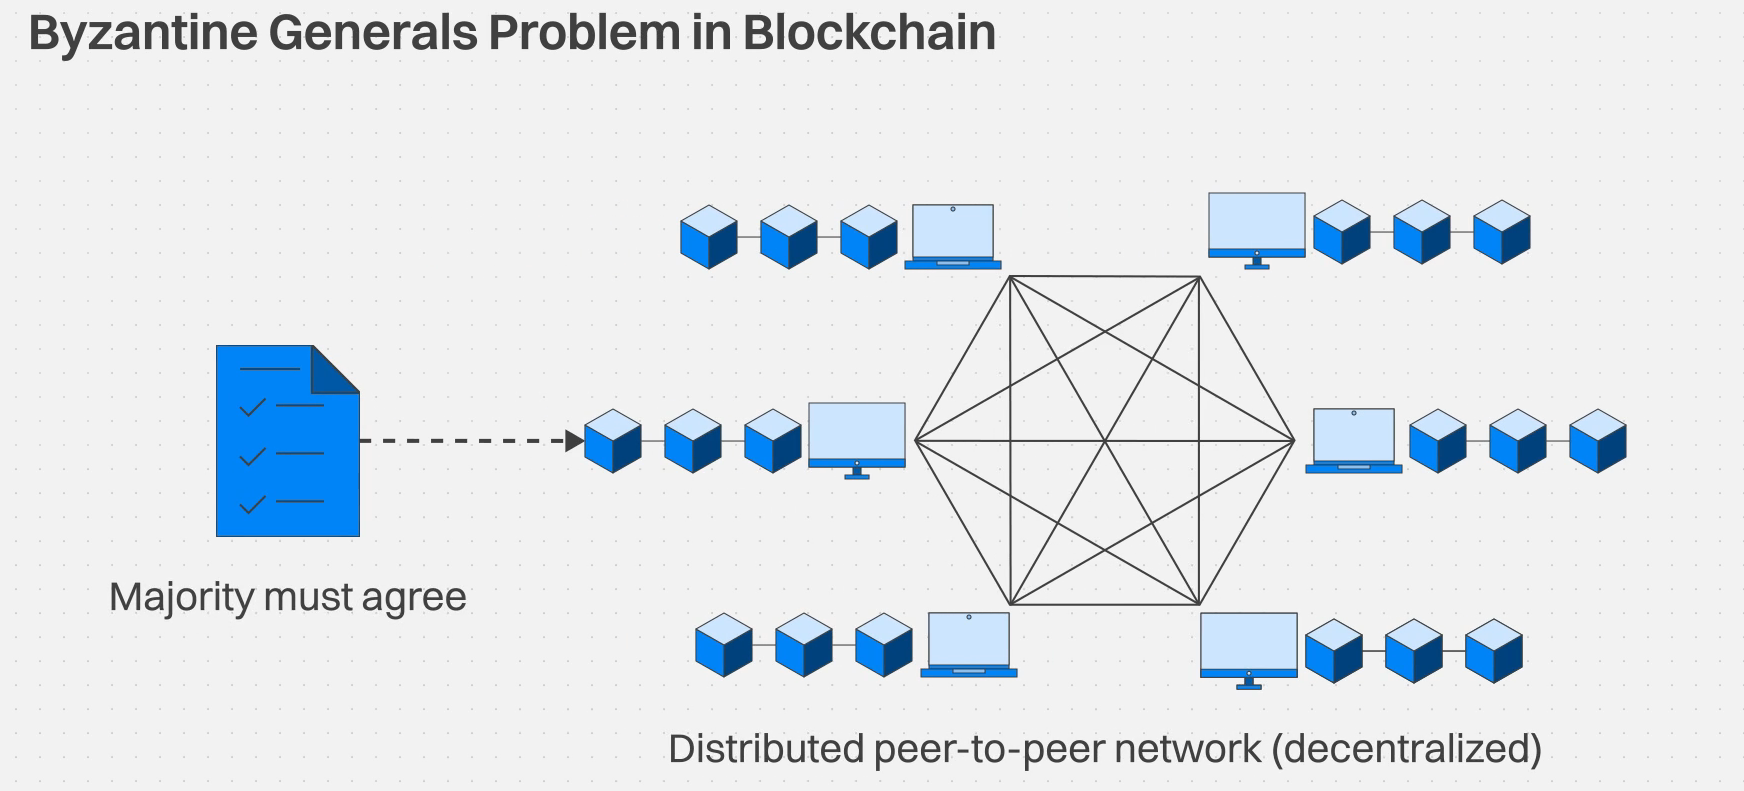 Byzantine Generals Problem in Blockchain
Majority must agree
Distributed peer-to-peer network (decentralized)